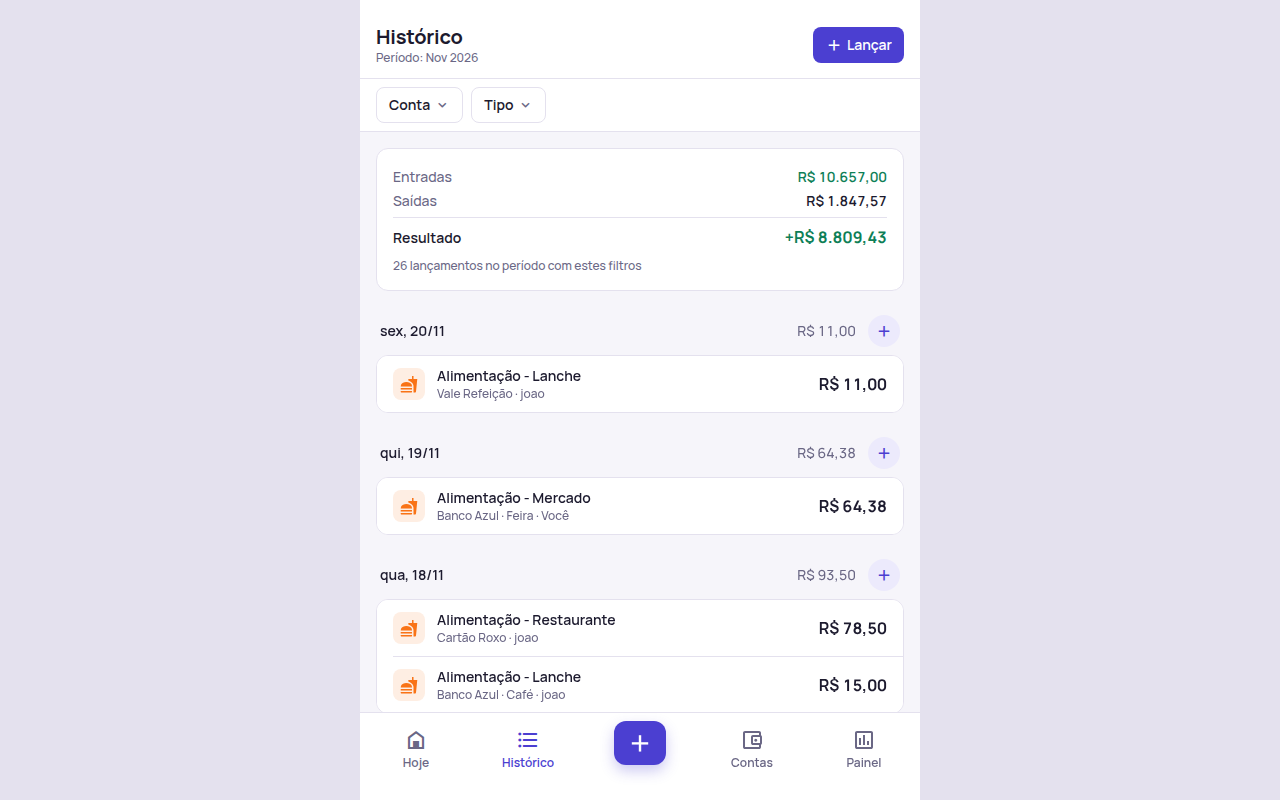 Histórico
Período: Nov 2026
Lançar
Conta
Tipo
Entradas R$ 10.657,00
Saídas R$ 1.847,57
Resultado +R$ 8.809,43
26 lançamentos no período com estes filtros
sex, 20/11 R$ 11,00
Alimentação - Lanche
Vale Refeição · joao
R$ 11,00
qui, 19/11 R$ 64,38
Alimentação - Mercado
Banco Azul · Feira · Você
R$ 64,38
qua, 18/11 R$ 93,50
Alimentação - Restaurante
Cartão Roxo · joao
R$ 78,50
Alimentação - Lanche
Banco Azul · Café · joao
R$ 15,00
Hoje
Histórico
Contas
Painel